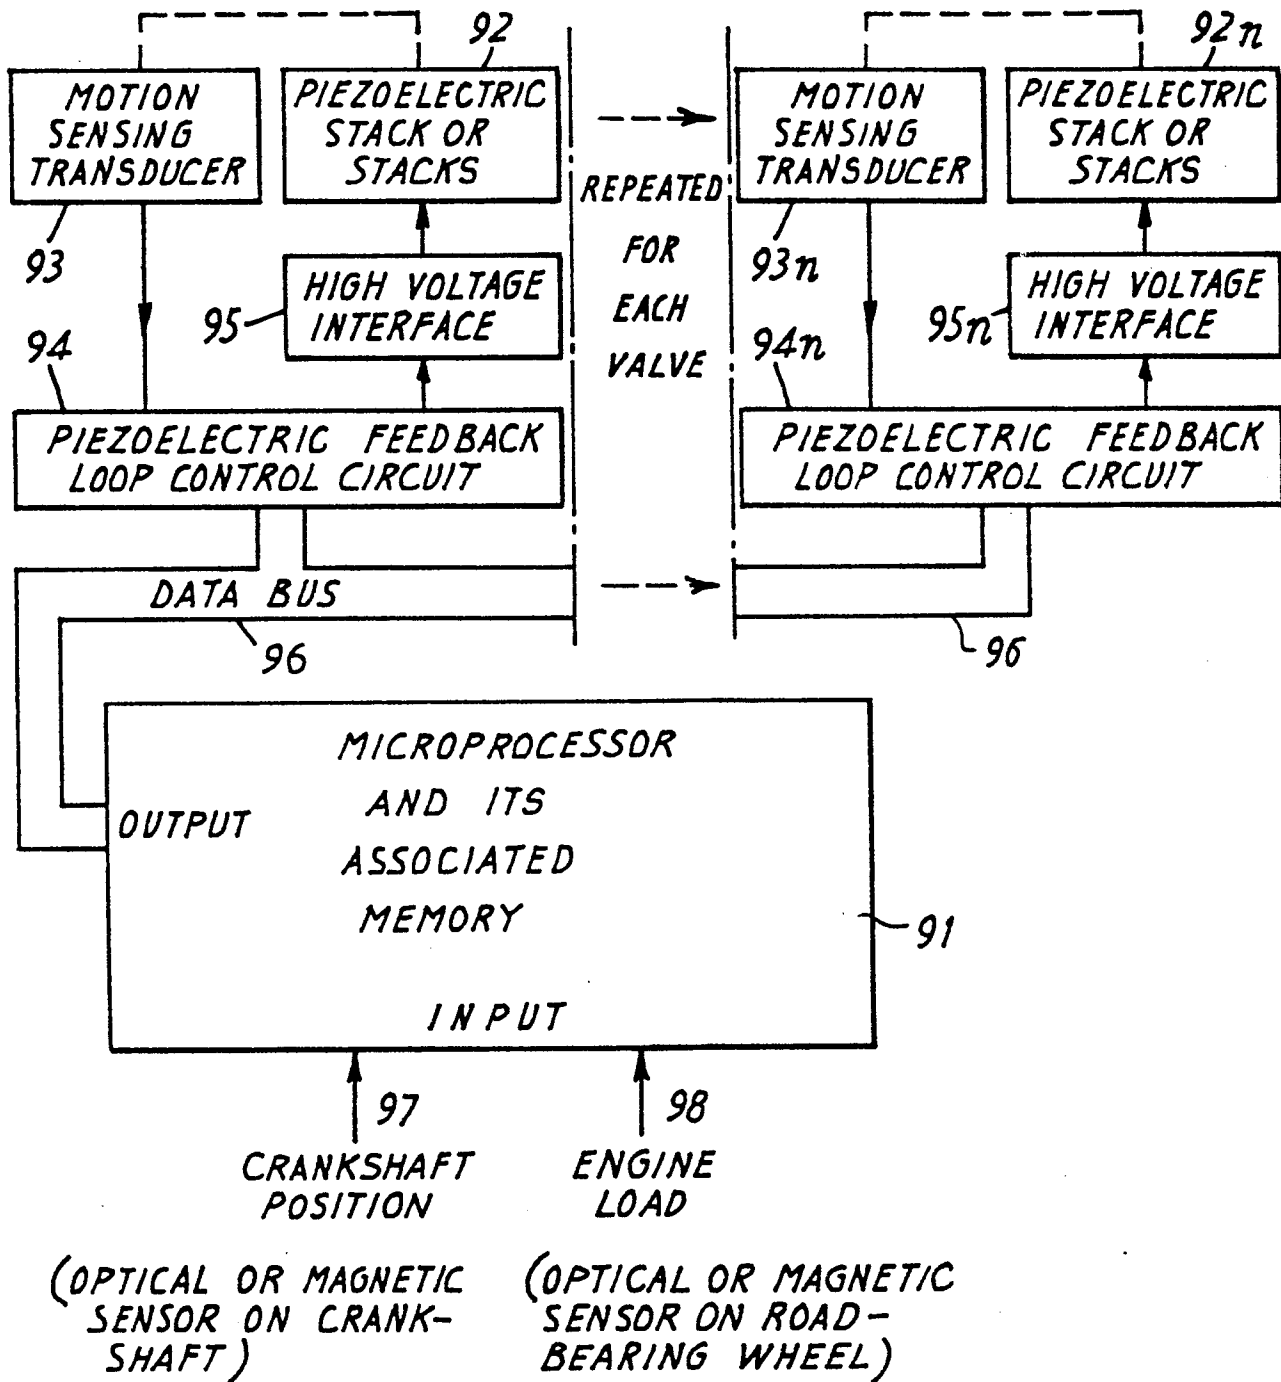 92
MOTION
SENSING
TRANSDUCER
PIEZOELECTRIC
STACK OR
STACKS
93
HIGH VOLTAGE
INTERFACE
95
94
PIEZOELECTRIC FEEDBACK
LOOP CONTROL CIRCUIT
DATA BUS
96
REPEATED
FOR
EACH
VALVE
92n
MOTION
SENSING
TRANSDUCER
PIEZOELECTRIC
STACK OR
STACKS
93n
HIGH VOLTAGE
INTERFACE
95n
94n
PIEZOELECTRIC FEEDBACK
LOOP CONTROL CIRCUIT
96
MICROPROCESSOR
AND ITS
ASSOCIATED
MEMORY
OUTPUT
91
INPUT
97
98
CRANKSHAFT
POSITION
ENGINE
LOAD
(OPTICAL OR MAGNETIC
SENSOR ON CRANK-
SHAFT)
(OPTICAL OR MAGNETIC
SENSOR ON ROAD-
BEARING WHEEL)